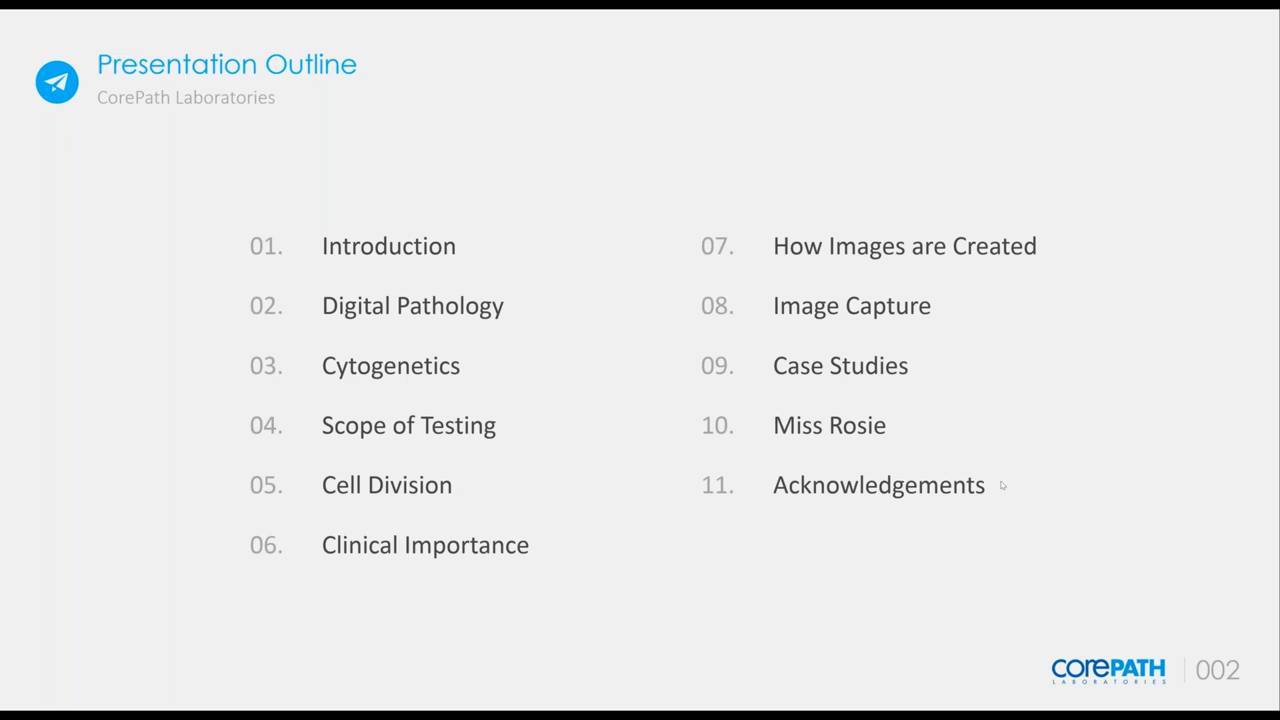 Presentation Outline
CorePath Laboratories
01. Introduction
02. Digital Pathology
03. Cytogenetics
04. Scope of Testing
05. Cell Division
06. Clinical Importance
07. How Images are Created
08. Image Capture
09. Case Studies
10. Miss Rosie
11. Acknowledgements
corePATH
LABORATORIES
002